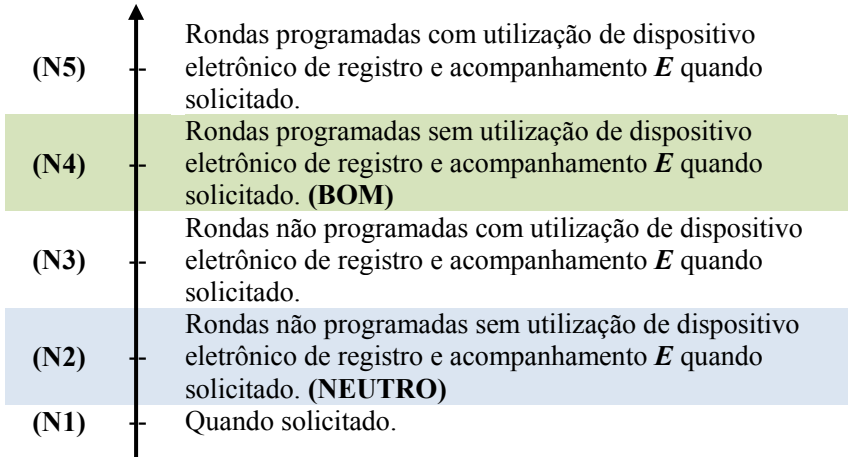 Rondas programadas com utilização de dispositivo
(N5) eletrônico de registro e acompanhamento E quando
solicitado.
Rondas programadas sem utilização de dispositivo
(N4) eletrônico de registro e acompanhamento E quando
solicitado. (BOM)
Rondas não programadas com utilização de dispositivo
(N3) eletrônico de registro e acompanhamento E quando
solicitado.
Rondas não programadas sem utilização de dispositivo
(N2) eletrônico de registro e acompanhamento E quando
solicitado. (NEUTRO)
(N1) Quando solicitado.